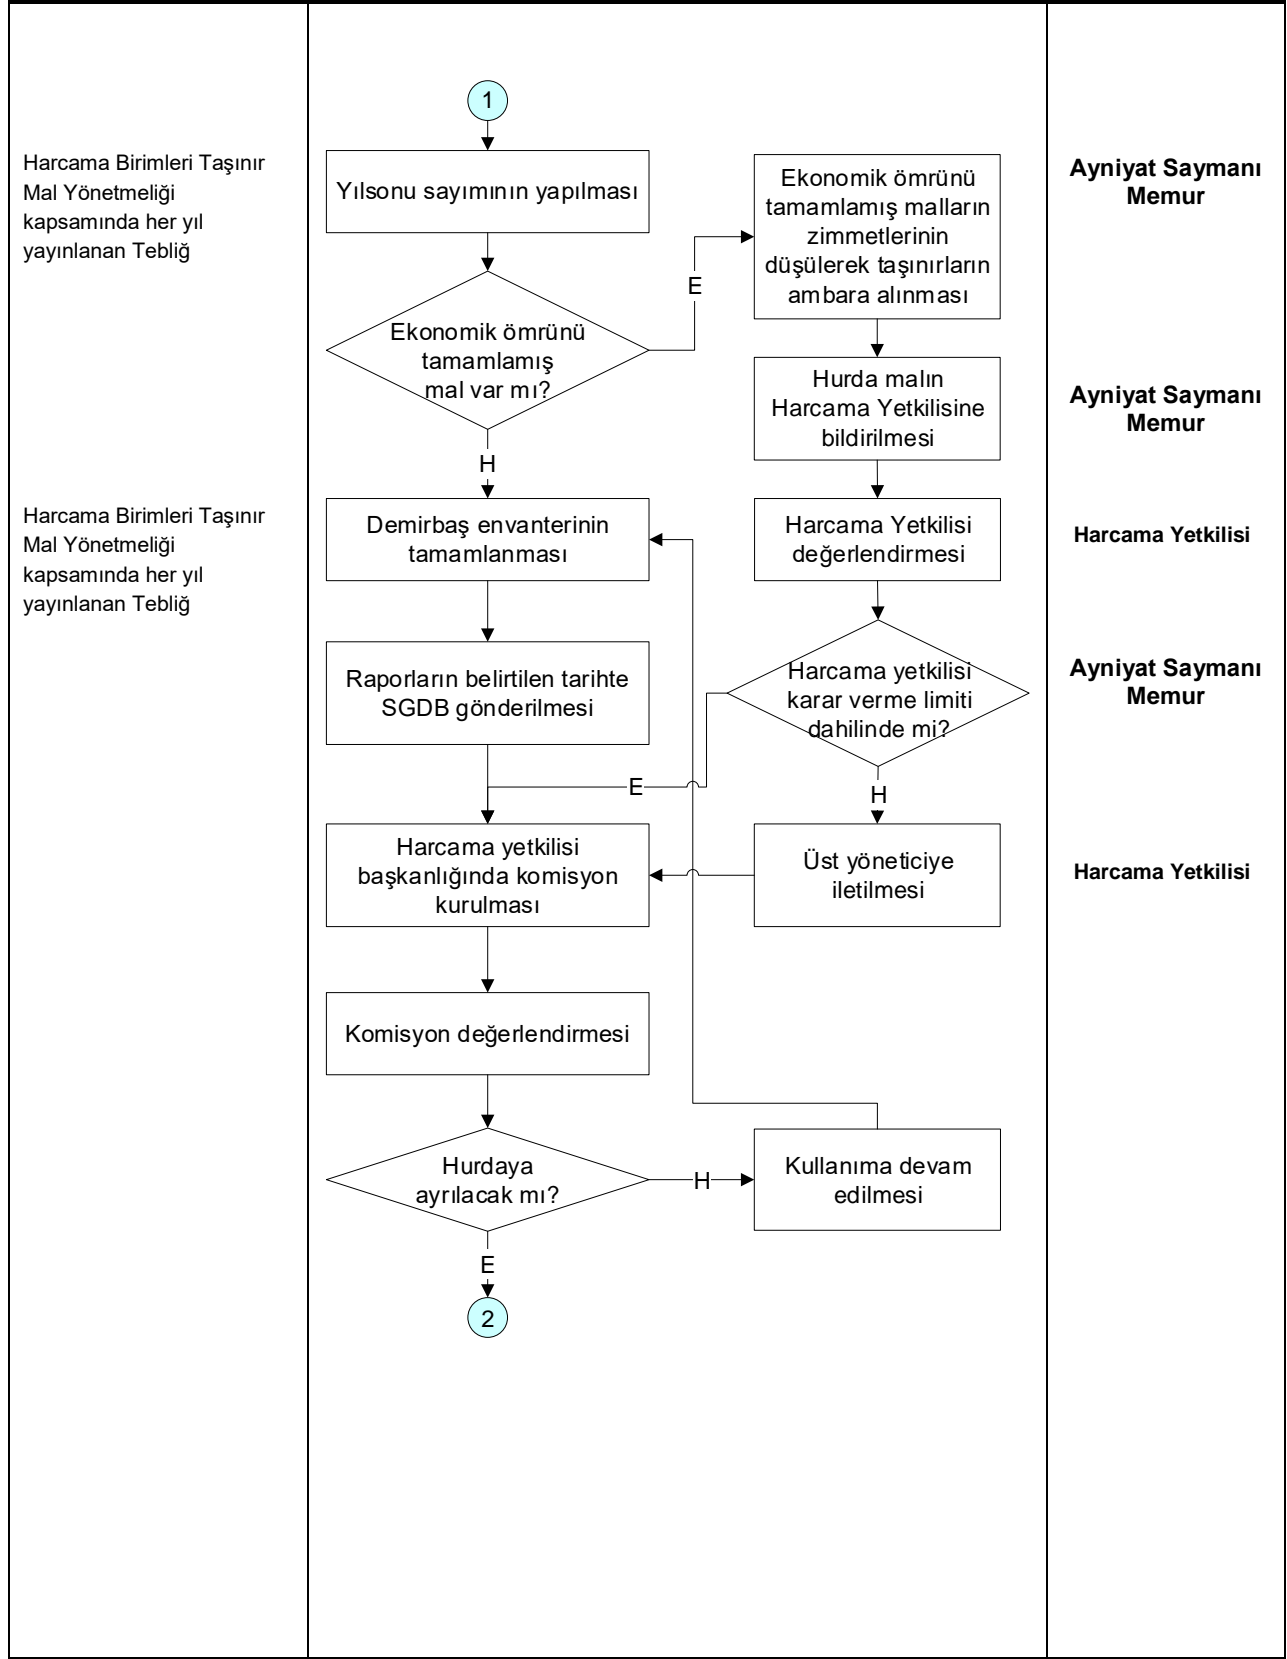 Harcama Birimleri Taşınır
Mal Yönetmeliği
kapsamında her yıl
yayınlanan Tebliğ
Harcama Birimleri Taşınır
Mal Yönetmeliği
kapsamında her yıl
yayınlanan Tebliğ
1
Yılsonu sayımının yapılması
Ekonomik ömrünü
tamamlamış
mal var mı?
E
H
Ekonomik ömrünü
tamamlamış malların
zimmetlerinin
düşülerek taşınırların
ambara alınması
Hurda malın
Harcama Yetkilisine
bildirilmesi
Demirbaş envanterinin
tamamlanması
Harcama Yetkilisi
değerlendirmesi
Raporların belirtilen tarihte
SGDB gönderilmesi
Harcama yetkilisi
karar verme limiti
dahilinde mi?
E
H
Harcama yetkilisi
başkanlığında komisyon
kurulması
Üst yöneticiye
iletilmesi
Komisyon değerlendirmesi
Hurdaya
ayrılacak mı?
H
Kullanıma devam
edilmesi
E
2
Ayniyat Saymanı
Memur
Ayniyat Saymanı
Memur
Harcama Yetkilisi
Ayniyat Saymanı
Memur
Harcama Yetkilisi